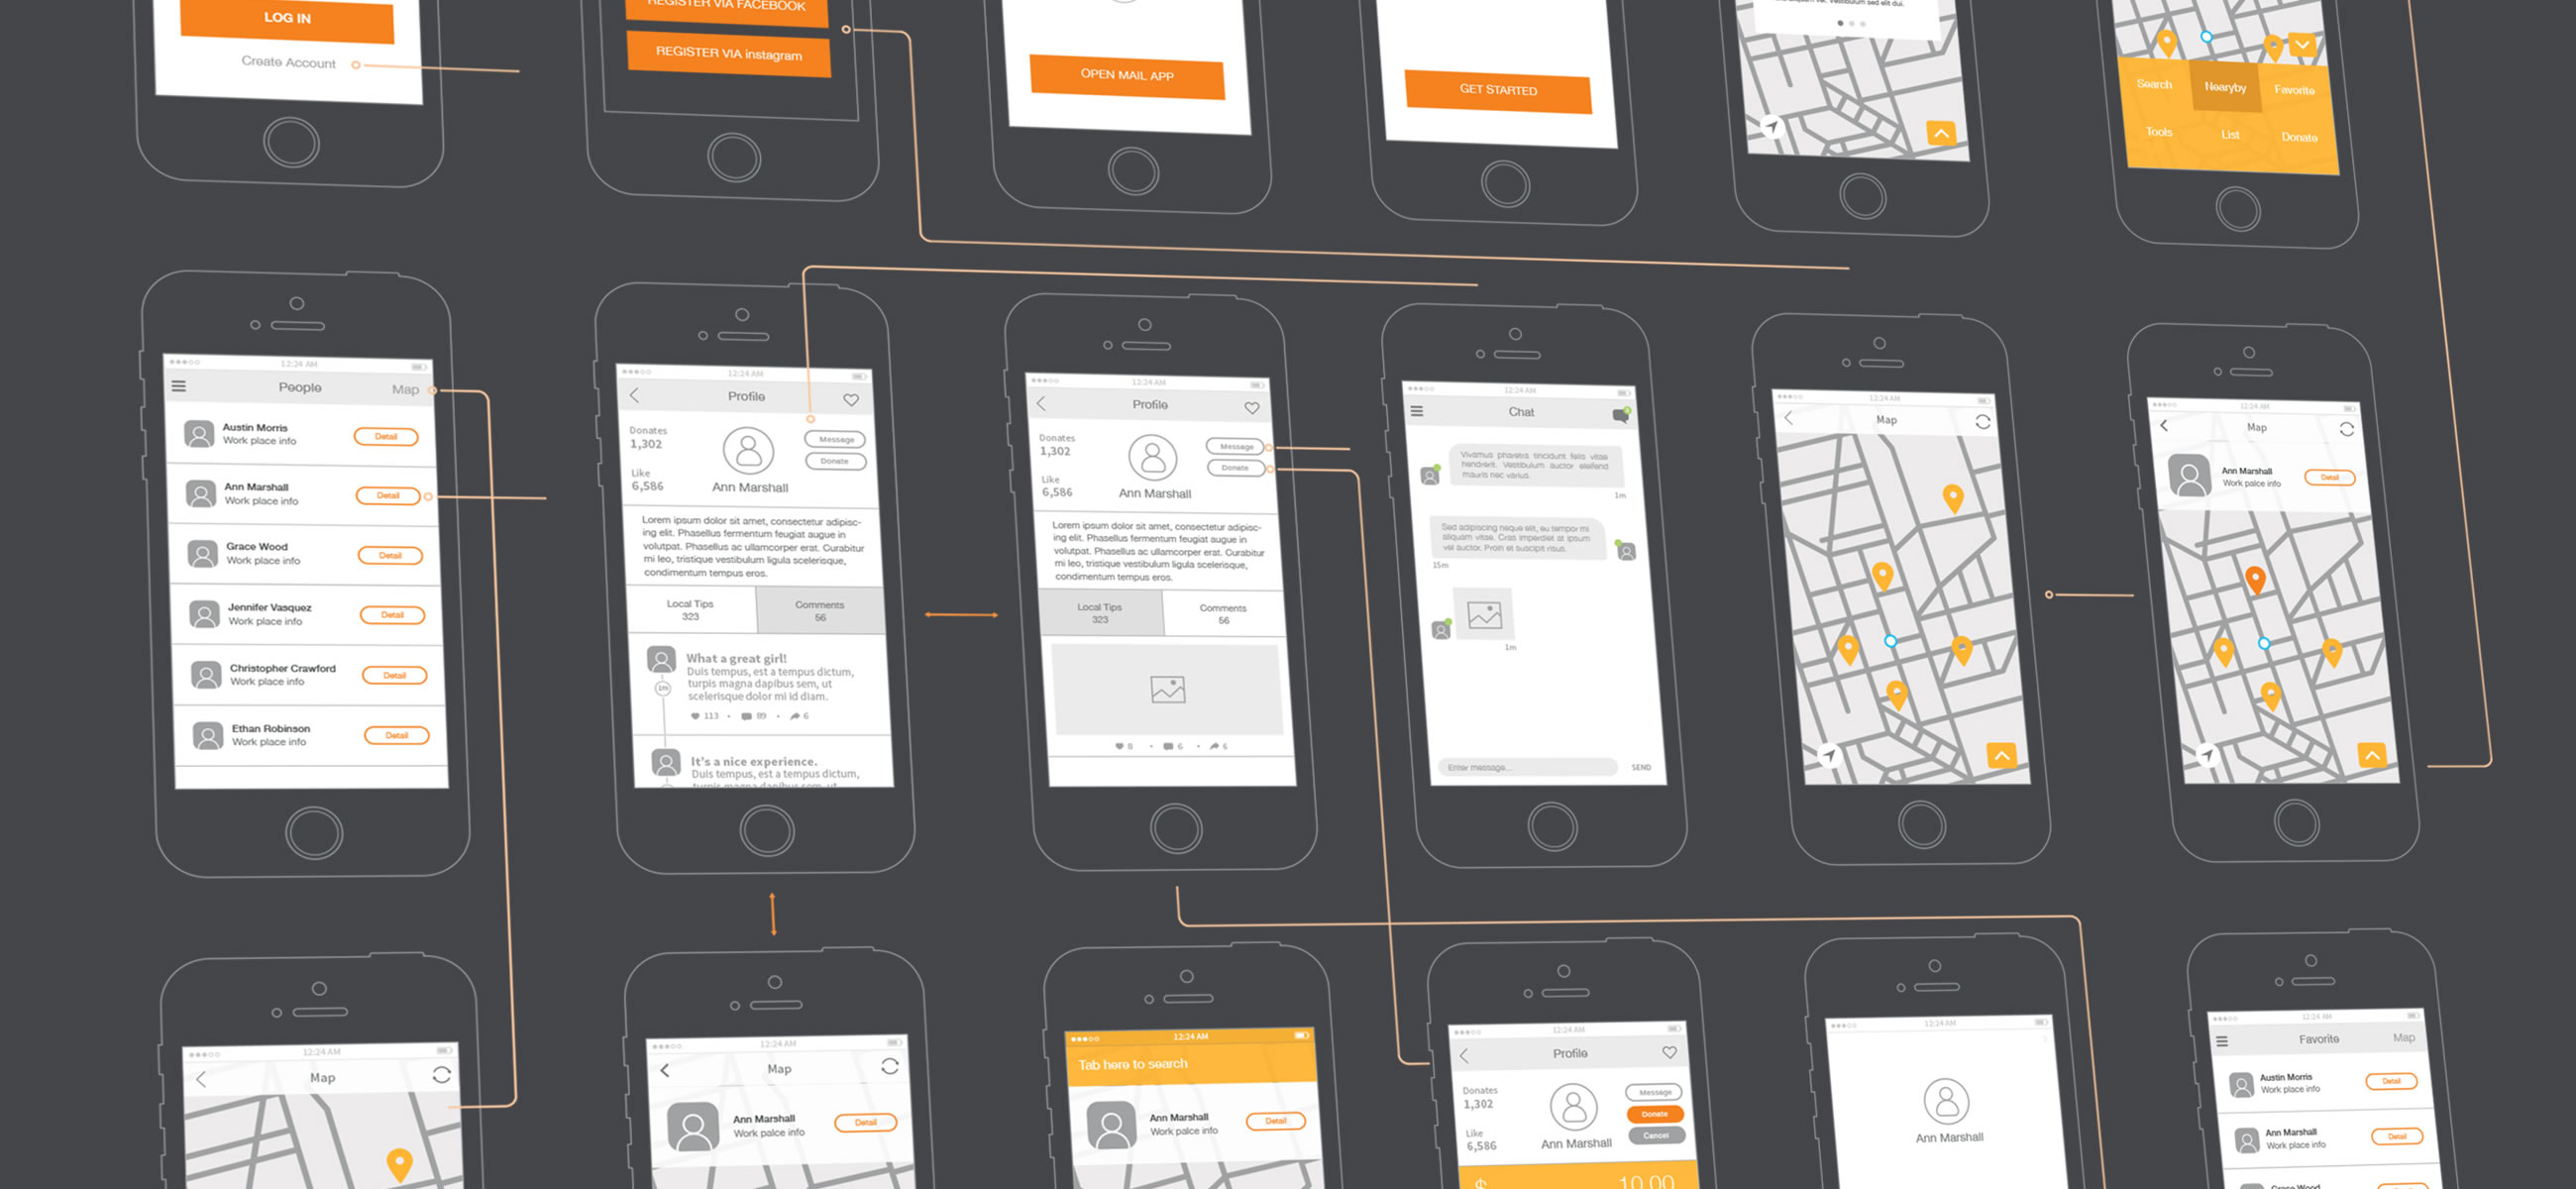 LOG IN
Create Account
REGISTER VIA FACEBOOK
REGISTER VIA instagram
OPEN MAIL APP
GET STARTED
Vestibulum sed elit dui.
Search
Nearyby
Favorite
Tools
List
Donate
12:24 AM
People
Map
Austin Morris
Work place info
Detail
Ann Marshall
Work place info
Detail
Grace Wood
Work place info
Detail
Jennifer Vasquez
Work place info
Detail
Christopher Crawford
Work place info
Detail
Ethan Robinson
Work place info
Detail
12:24 AM
Profile
Donates
1,302
Like
6,586
Ann Marshall
Message
Donate
Lorem ipsum dolor sit amet, consectetur adipisc-
ing elit. Phasellus fermentum feugiat augue in
volutpat. Phasellus ac ullamcorper erat. Curabitur
mi leo, tristique vestibulum ligula scelerisque,
condimentum tempus eros.
Local Tips
323
Comments
56
What a great girl!
Duis tempus, est a tempus dictum,
turpis magna dapibus sem, ut
scelerisque dolor mi id diam.
1m
113
89
6
It's a nice experience.
Duis tempus, est a tempus dictum,
turpis magna dapibus sem, ut
12:24 AM
Profile
Donates
1,302
Like
6,586
Ann Marshall
Message
Donate
Lorem ipsum dolor sit amet, consectetur adipisc-
ing elit. Phasellus fermentum feugiat augue in
volutpat. Phasellus ac ullamcorper erat. Curabitur
mi leo, tristique vestibulum ligula scelerisque,
condimentum tempus eros.
Local Tips
323
Comments
56
8
6
6
12:24 AM
Chat
Vivamus pharetra tincidunt felis vitae
hendrerit. Vestibulum auctor eleifend
mauris nec varius.
1m
Sed adipiscing neque elit, eu tempor mi
aliquam vitae. Cras imperdiet at ipsum
vel auctor. Proin et suscipit risus.
15m
1m
Enter message...
SEND
12:24 AM
Map
12:24 AM
Map
Ann Marshall
Work palce info
Detail
12:24 AM
Map
12:24 AM
Map
Ann Marshall
Work palce info
Detail
12:24 AM
Tab here to search
Ann Marshall
Work palce info
Detail
12:24 AM
Profile
Donates
1,302
Like
6,586
Ann Marshall
Message
Donate
Cancel
$
10.00
12:24 AM
Ann Marshall
12:24 AM
Favorite
Map
Austin Morris
Work place info
Detail
Ann Marshall
Work place info
Detail
Grace Wood